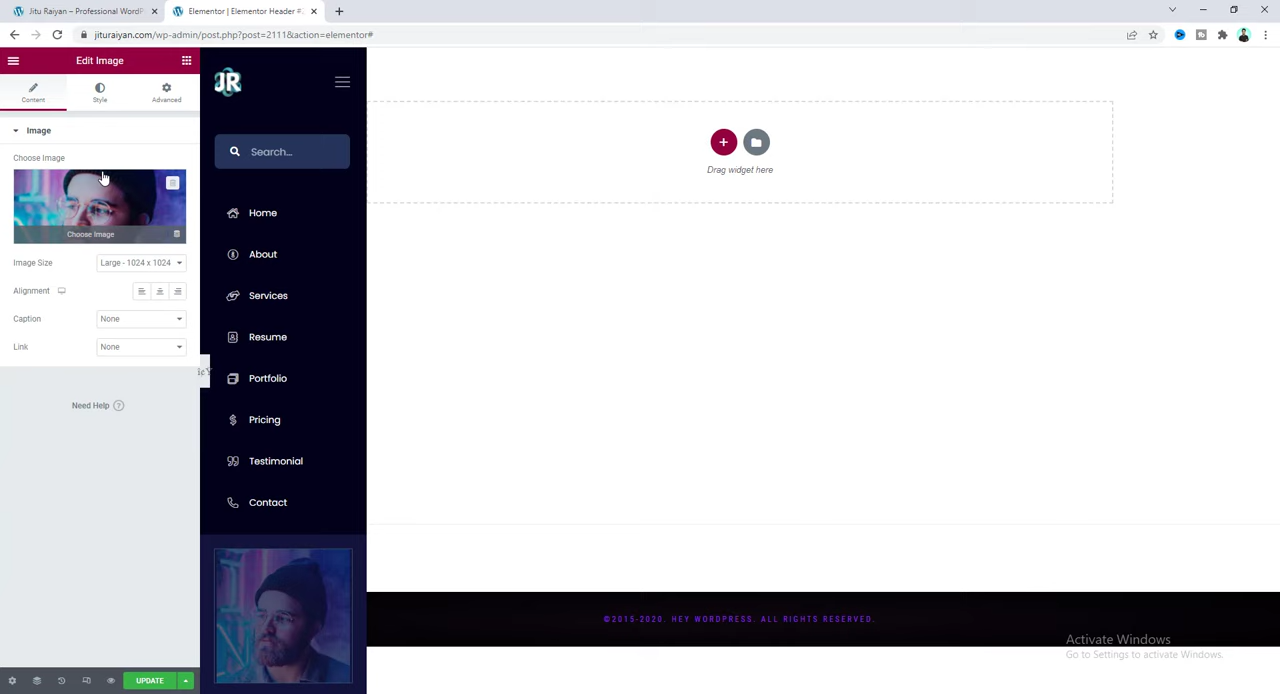 Jitu Raiyan – Professional WordP
Elementor | Elementor Header #
jituraiyan.com/wp-admin/post.php?post=2111&action=elementor#
Edit Image
Content
Style
Advanced
Image
Choose Image
Choose Image
Image Size
Large - 1024 x 1024
Alignment
Caption
None
Link
None
Need Help
UPDATE
JR
Search...
Home
About
Services
Resume
Portfolio
Pricing
Testimonial
Contact
Drag widget here
©2015-2020. HEY WORDPRESS. ALL RIGHTS RESERVED.
Activate Windows
Go to Settings to activate Windows.